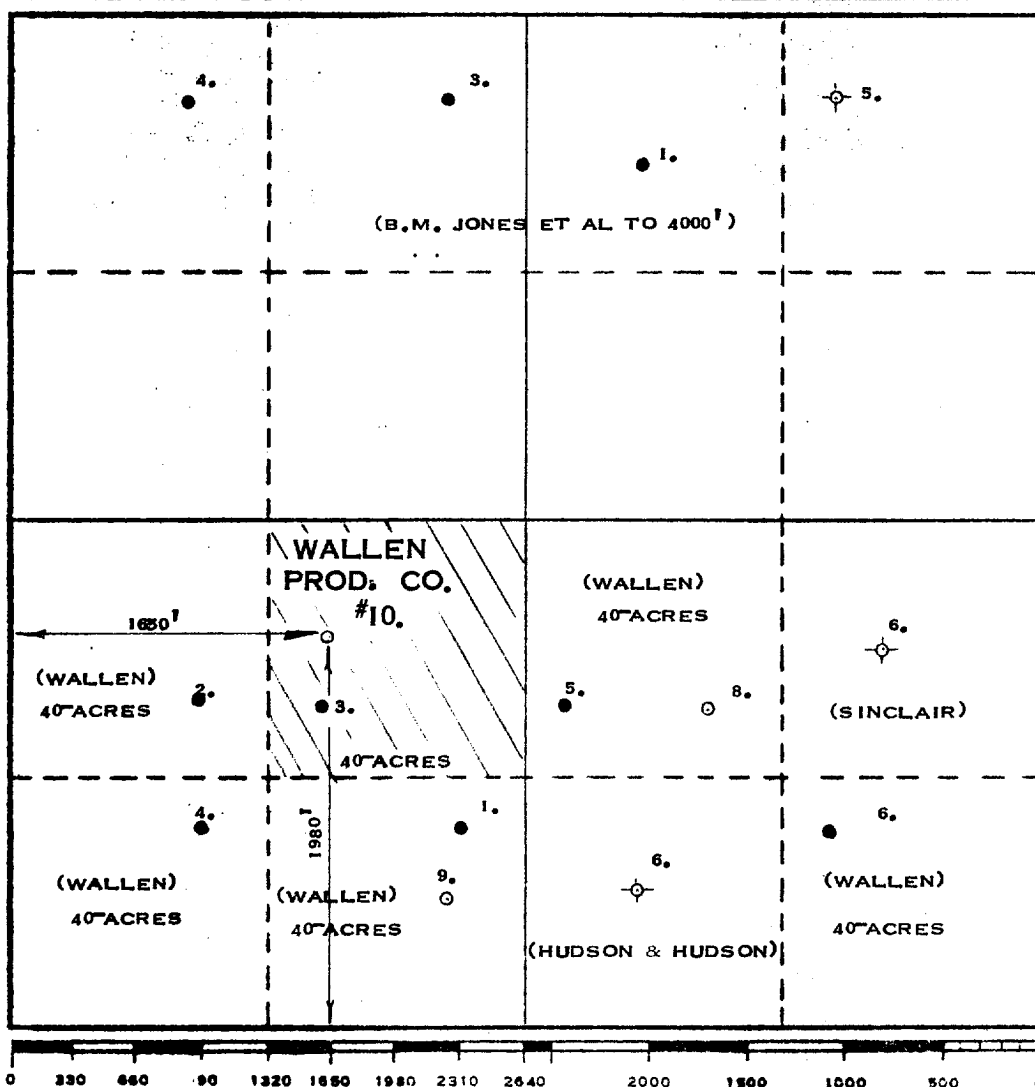 4.
3.
5.
1.
(B.M. JONES ET AL TO 4000')
WALLEN
PROD. CO.
#10.
1650'
(WALLEN)
40 ACRES
(WALLEN)
40 ACRES
2.
3.
5.
8.
6.
(SINCLAIR)
40 ACRES
1980'
4.
1.
6.
9.
6.
(WALLEN)
40 ACRES
(WALLEN)
40 ACRES
(HUDSON & HUDSON)
(WALLEN)
40 ACRES
0 330 660 90 1320 1650 1980 2310 2640 2000 1500 1000 500